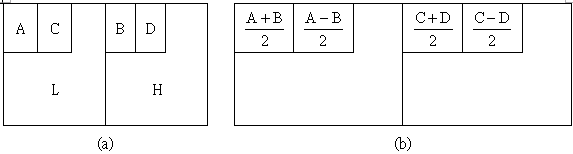 A C B D
L H
(a)
A + B A − B C + D C − D
2 2 2 2
(b)